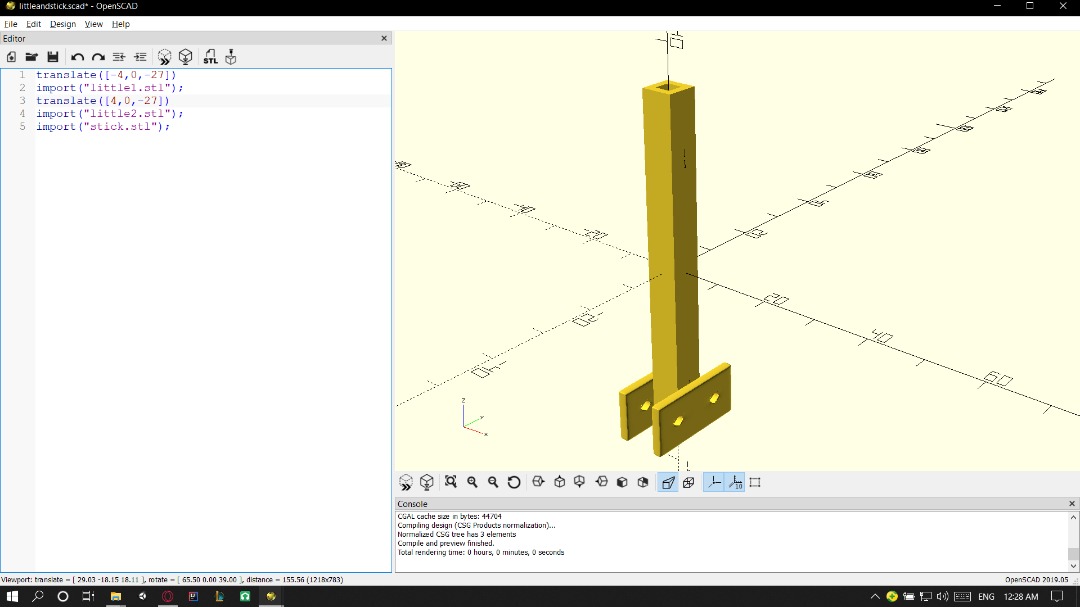 littleandstick.scad* - OpenSCAD
File Edit Design View Help
Editor
STL
1 translate([-4,0,-27])
2 import("little1.stl");
3 translate([4,0,-27])
4 import("little2.stl");
5 import("stick.stl");
z
y
x
10
Console
CGAL cache size in bytes: 44704
Compiling design (CSG Products normalization)...
Normalized CSG tree has 3 elements
Compile and preview finished.
Total rendering time: 0 hours, 0 minutes, 0 seconds
Viewport: translate = [ 29.03 -18.15 18.11 ], rotate = [ 65.50 0.00 39.00 ], distance = 155.56 (1218x783)
OpenSCAD 2019.05
ENG 12:28 AM